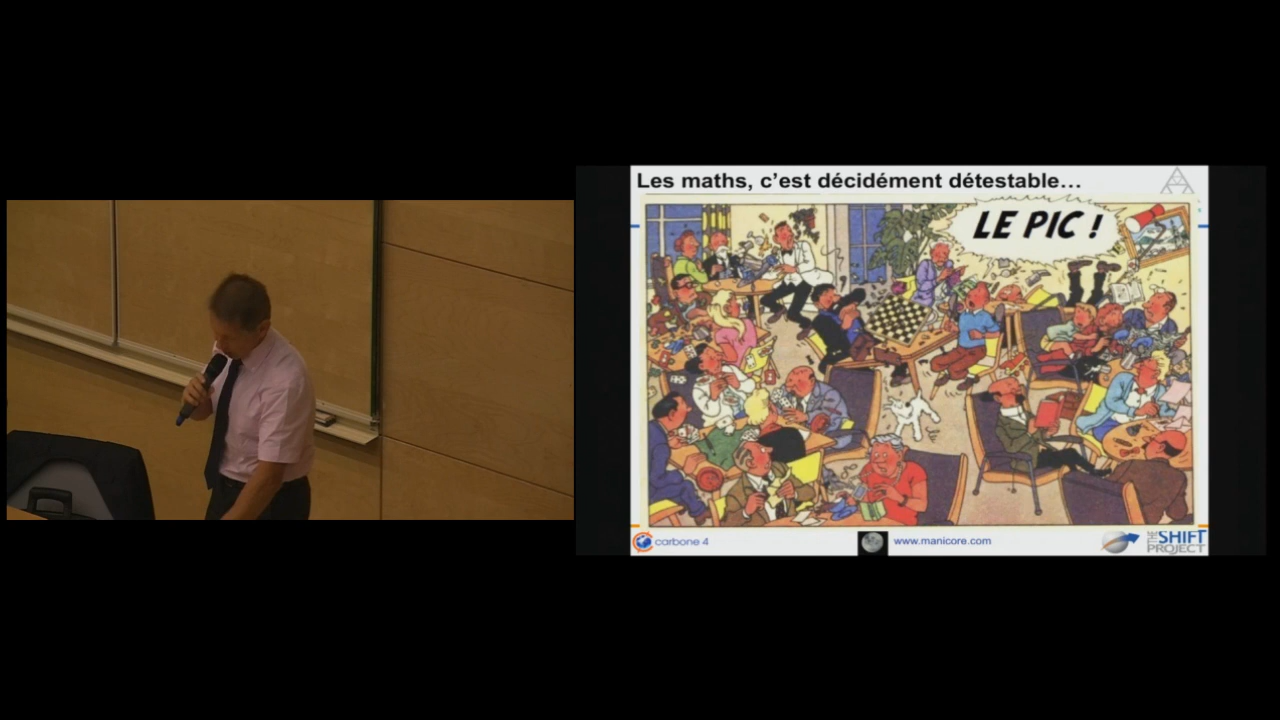 Les maths, c'est décidément détestable…
LE PIC !
carbone 4
www.manicore.com
THE SHIFT
PROJECT